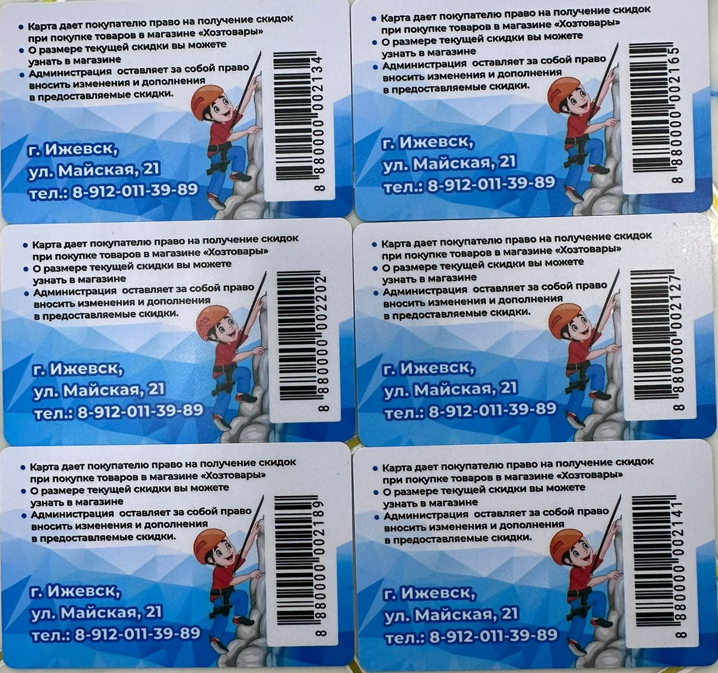 • Карта дает покупателю право на получение скидок
при покупке товаров в магазине «Хозтовары»
• О размере текущей скидки вы можете
узнать в магазине
• Администрация оставляет за собой право
вносить изменения и дополнения
в предоставляемые скидки.
г. Ижевск,
ул. Майская, 21
тел.: 8-912-011-39-89
8 880000 002134
• Карта дает покупателю право на получение скидок
при покупке товаров в магазине «Хозтовары»
• О размере текущей скидки вы можете
узнать в магазине
• Администрация оставляет за собой право
вносить изменения и дополнения
в предоставляемые скидки.
г. Ижевск,
ул. Майская, 21
тел.: 8-912-011-39-89
8 880000 002165
• Карта дает покупателю право на получение скидок
при покупке товаров в магазине «Хозтовары»
• О размере текущей скидки вы можете
узнать в магазине
• Администрация оставляет за собой право
вносить изменения и дополнения
в предоставляемые скидки.
г. Ижевск,
ул. Майская, 21
тел.: 8-912-011-39-89
8 880000 002202
• Карта дает покупателю право на получение скидок
при покупке товаров в магазине «Хозтовары»
• О размере текущей скидки вы можете
узнать в магазине
• Администрация оставляет за собой право
вносить изменения и дополнения
в предоставляемые скидки.
г. Ижевск,
ул. Майская, 21
тел.: 8-912-011-39-89
8 880000 002127
• Карта дает покупателю право на получение скидок
при покупке товаров в магазине «Хозтовары»
• О размере текущей скидки вы можете
узнать в магазине
• Администрация оставляет за собой право
вносить изменения и дополнения
в предоставляемые скидки.
г. Ижевск,
ул. Майская, 21
тел.: 8-912-011-39-89
8 880000 002189
• Карта дает покупателю право на получение скидок
при покупке товаров в магазине «Хозтовары»
• О размере текущей скидки вы можете
узнать в магазине
• Администрация оставляет за собой право
вносить изменения и дополнения
в предоставляемые скидки.
г. Ижевск,
ул. Майская, 21
тел.: 8-912-011-39-89
8 880000 002141